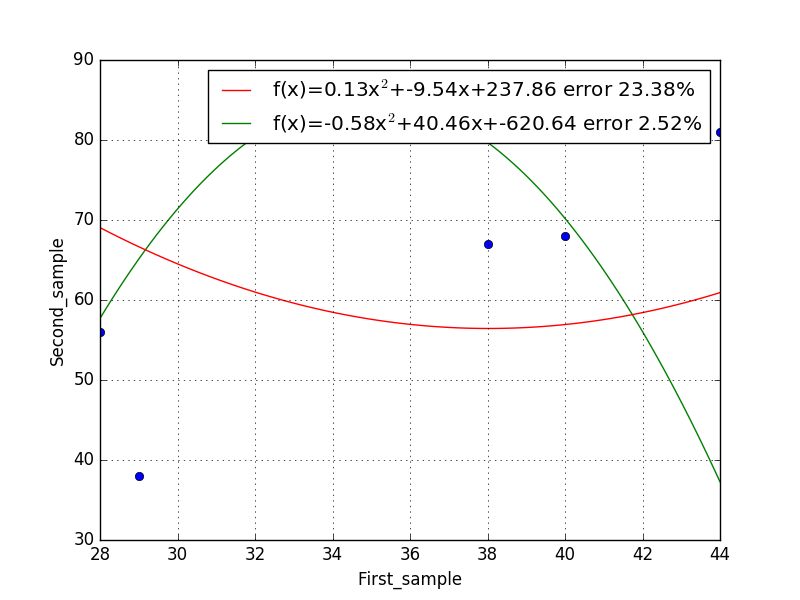 90
f(x)=0.13x²+-9.54x+237.86 error 23.38%
f(x)=-0.58x²+40.46x+-620.64 error 2.52%
80
70
60
50
40
30
Second_sample
28 30 32 34 36 38 40 42 44
First_sample